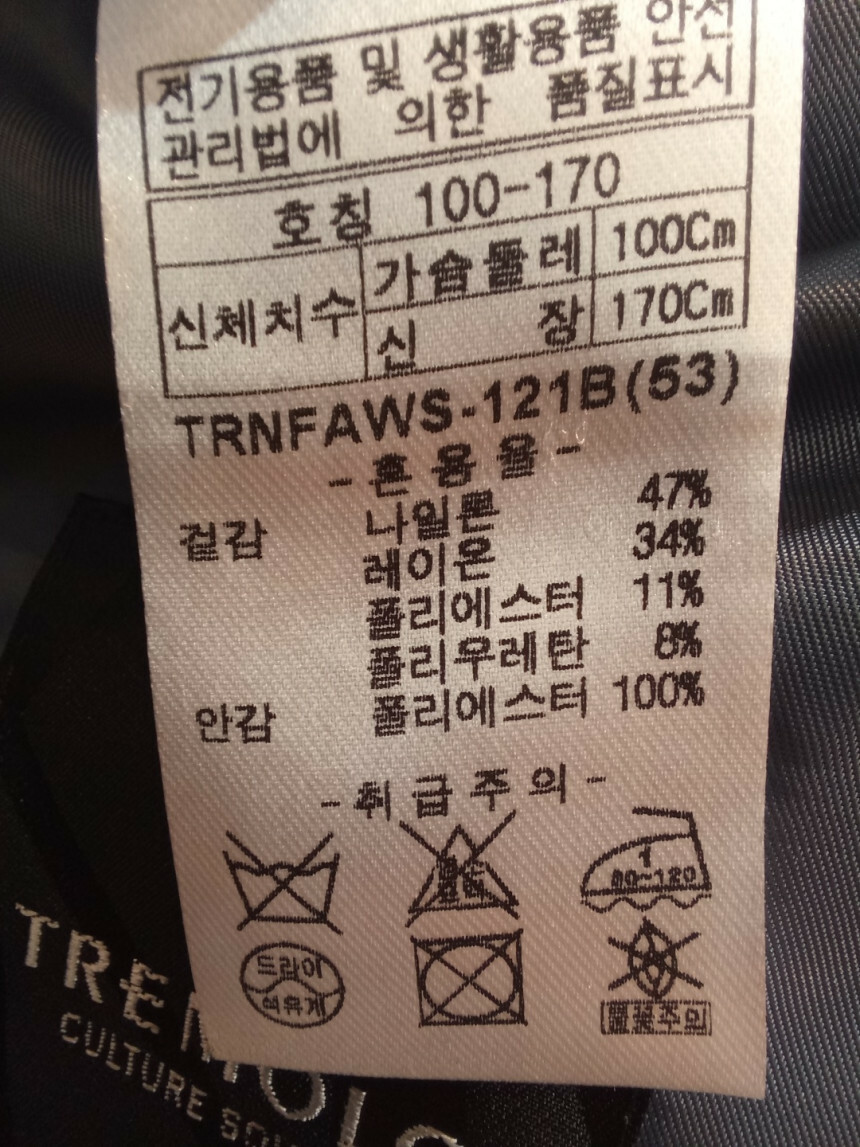 전기용품 및 생활용품 안전
관리법에 의한 품질표시
호칭 100-170
신체치수
가슴둘레 100Cm
신 장 170Cm
TRNFAWS-121B(53)
- 혼 용 율 -
겉감 나일론 47%
레이온 34%
폴리에스터 11%
폴리우레탄 8%
안감 폴리에스터 100%
- 취 급 주 의 -
1
80~120
드라이
석유계
불꽃주의
CULTURE